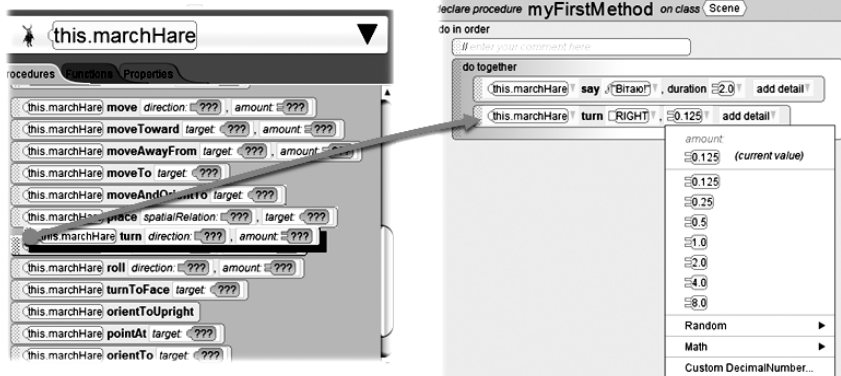 this.marchHare
rocedures Functions Properties
this.marchHare move direction: ??? , amount: ???
this.marchHare moveToward target: ??? , amount: ???
this.marchHare moveAwayFrom target: ??? , amount: ???
this.marchHare moveTo target: ???
this.marchHare moveAndOrientTo target: ???
this.marchHare place spatialRelation: ??? , target: ???
this.marchHare turn direction: ??? , amount: ???
this.marchHare roll direction: ??? , amount: ???
this.marchHare turnToFace target: ???
this.marchHare orientToUpright
this.marchHare pointAt target: ???
this.marchHare orientTo target: ???
declare procedure myFirstMethod on class Scene
do in order
// enter your comment here
do together
this.marchHare say "Вітаю!" , duration 2.0 add detail
this.marchHare turn RIGHT , 0.125 add detail
amount:
0.125 (current value)
0.125
0.25
0.5
1.0
2.0
4.0
8.0
Random
Math
Custom DecimalNumber...